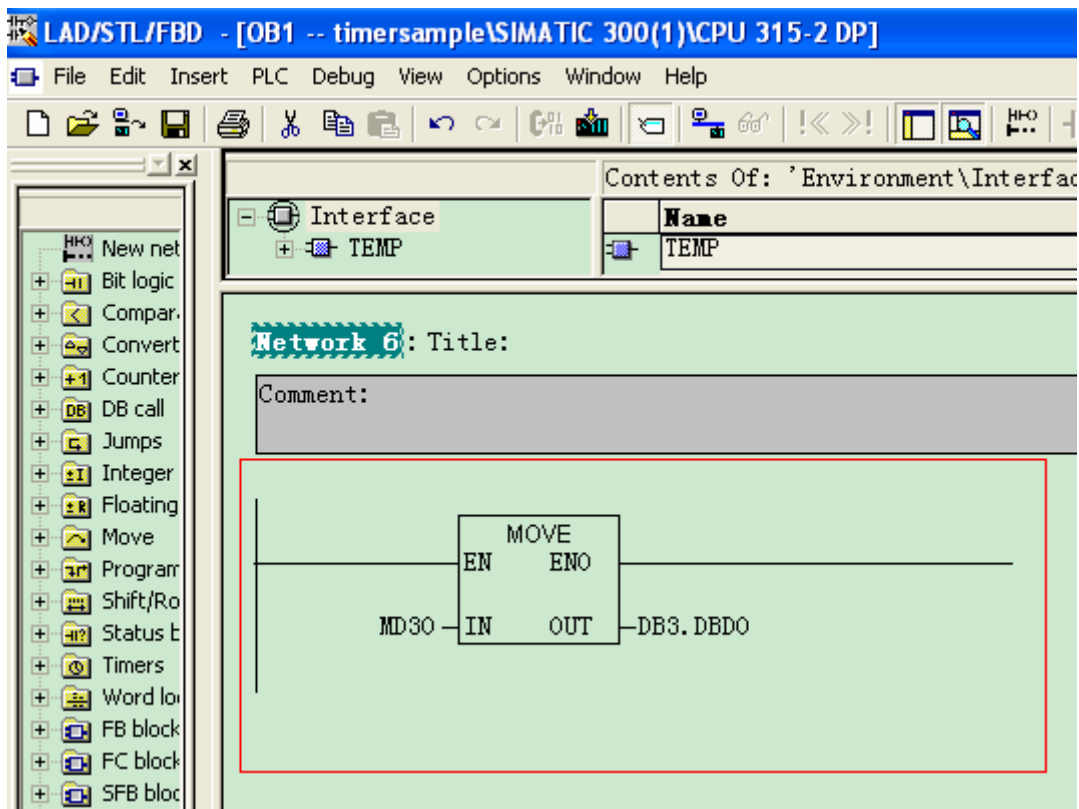 LAD/STL/FBD - [OB1 -- timersample\SIMATIC 300(1)\CPU 315-2 DP]
File Edit Insert PLC Debug View Options Window Help
Contents Of: 'Environment\Interfac
Interface
TEMP
Name
TEMP
New net
Bit logic
Compar
Convert
Counter
DB call
Jumps
Integer
Floating
Move
Program
Shift/Ro
Status b
Timers
Word lo
FB block
FC block
SFB bloc
Network 6: Title:
Comment:
MOVE
EN ENO
MD30 IN OUT DB3.DBD0